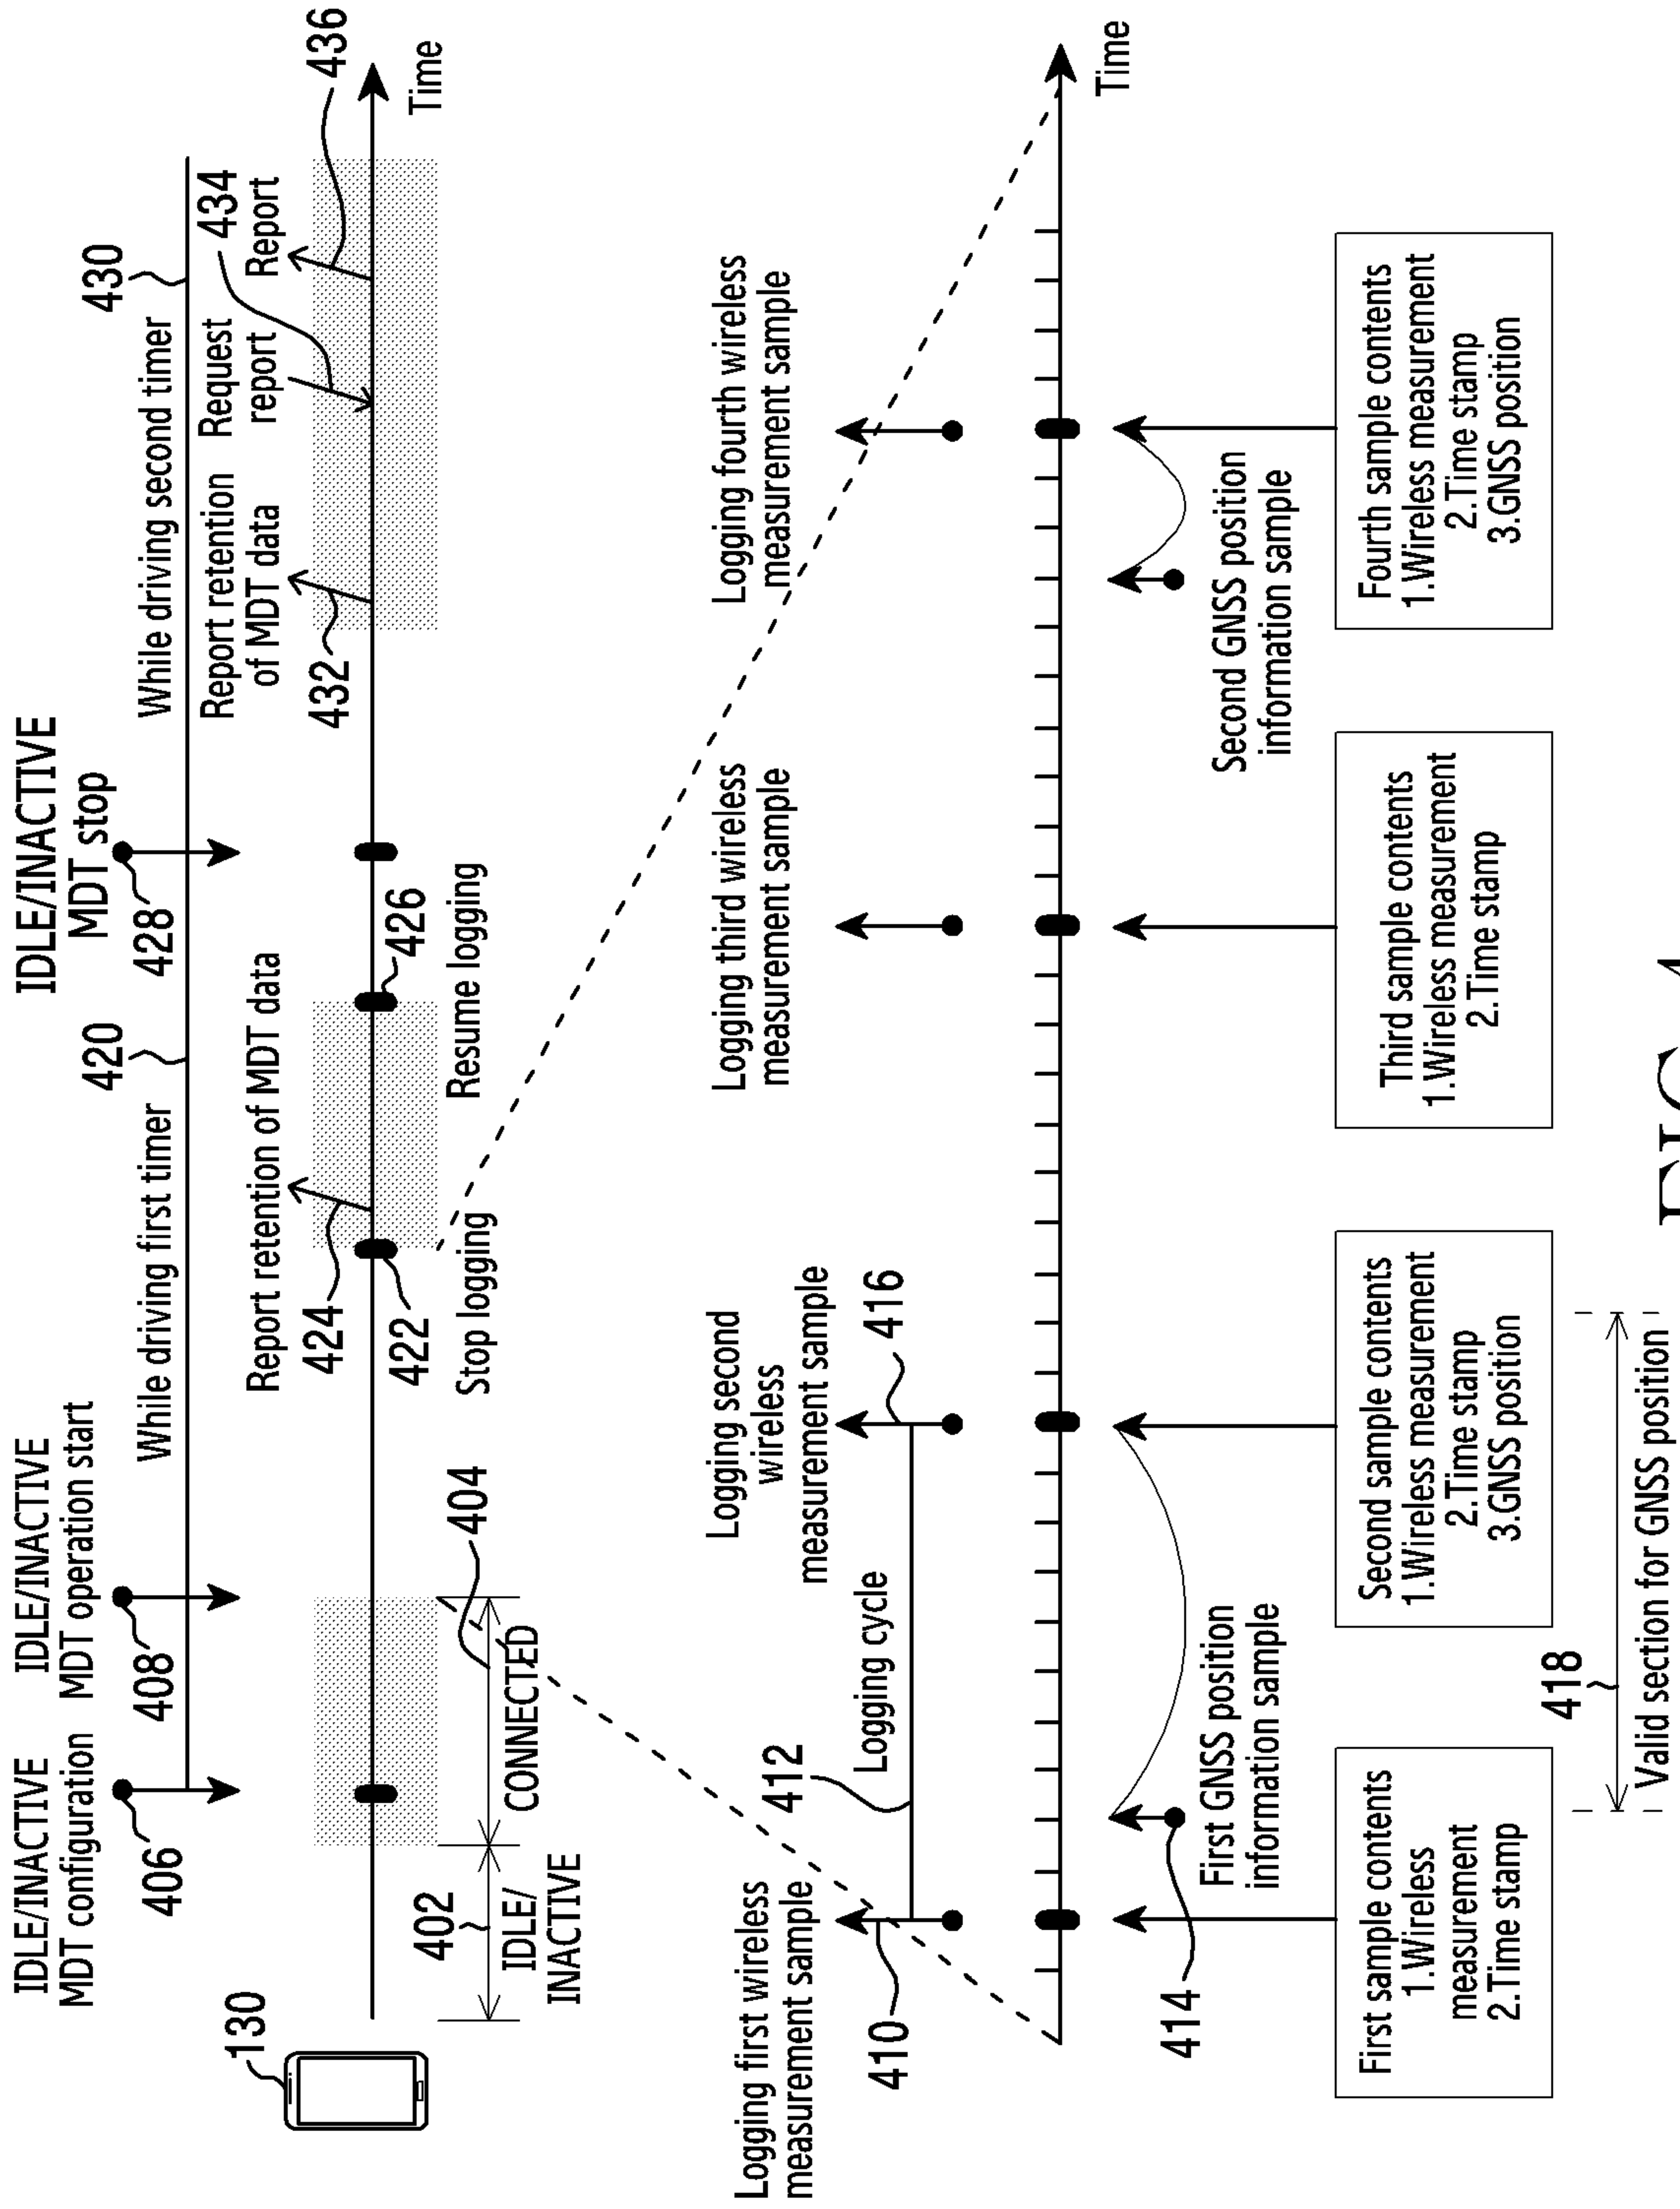 130
IDLE/INACTIVE
MDT configuration
406
IDLE/INACTIVE
MDT operation start
408
While driving first timer
420
IDLE/INACTIVE
MDT stop
428
While driving second timer
430
402
IDLE/
INACTIVE
CONNECTED
404
Report retention of MDT data
424
422
Stop logging
426
Resume logging
Report retention
of MDT data
432
Request
report
434
Report
436
Time
Logging first wireless
measurement sample
410
412
Logging cycle
Logging second
wireless
measurement sample
416
Logging third wireless
measurement sample
Logging fourth wireless
measurement sample
Time
414
First GNSS position
information sample
Second GNSS position
information sample
First sample contents
1.Wireless
measurement
2.Time stamp
Second sample contents
1.Wireless measurement
2.Time stamp
3.GNSS position
Third sample contents
1.Wireless measurement
2.Time stamp
Fourth sample contents
1.Wireless measurement
2.Time stamp
3.GNSS position
418
Valid section for GNSS position